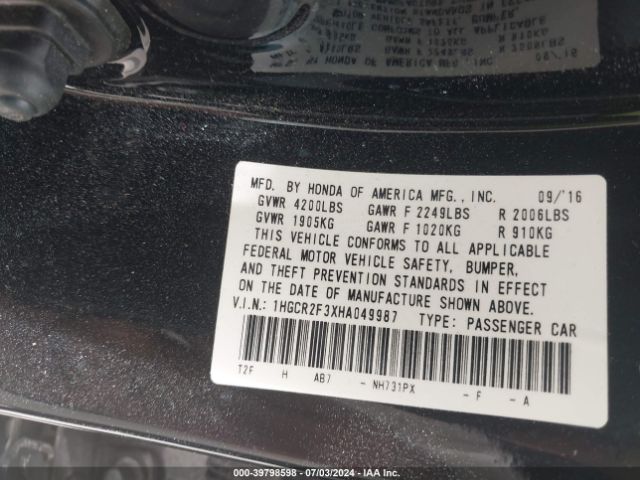 MFD. BY HONDA OF AMERICA MFG., INC. 09/'16
GVWR 4200LBS GAWR F 2249LBS R 2006LBS
GVWR 1905KG GAWR F 1020KG R 910KG
THIS VEHICLE CONFORMS TO ALL APPLICABLE
FEDERAL MOTOR VEHICLE SAFETY, BUMPER,
AND THEFT PREVENTION STANDARDS IN EFFECT
ON THE DATE OF MANUFACTURE SHOWN ABOVE.
V.I.N.: 1HGCR2F3XHA049987 TYPE: PASSENGER CAR
T2F H AB7 - NH731PX - F - A
000-39798598 - 07/03/2024 - IAA Inc.